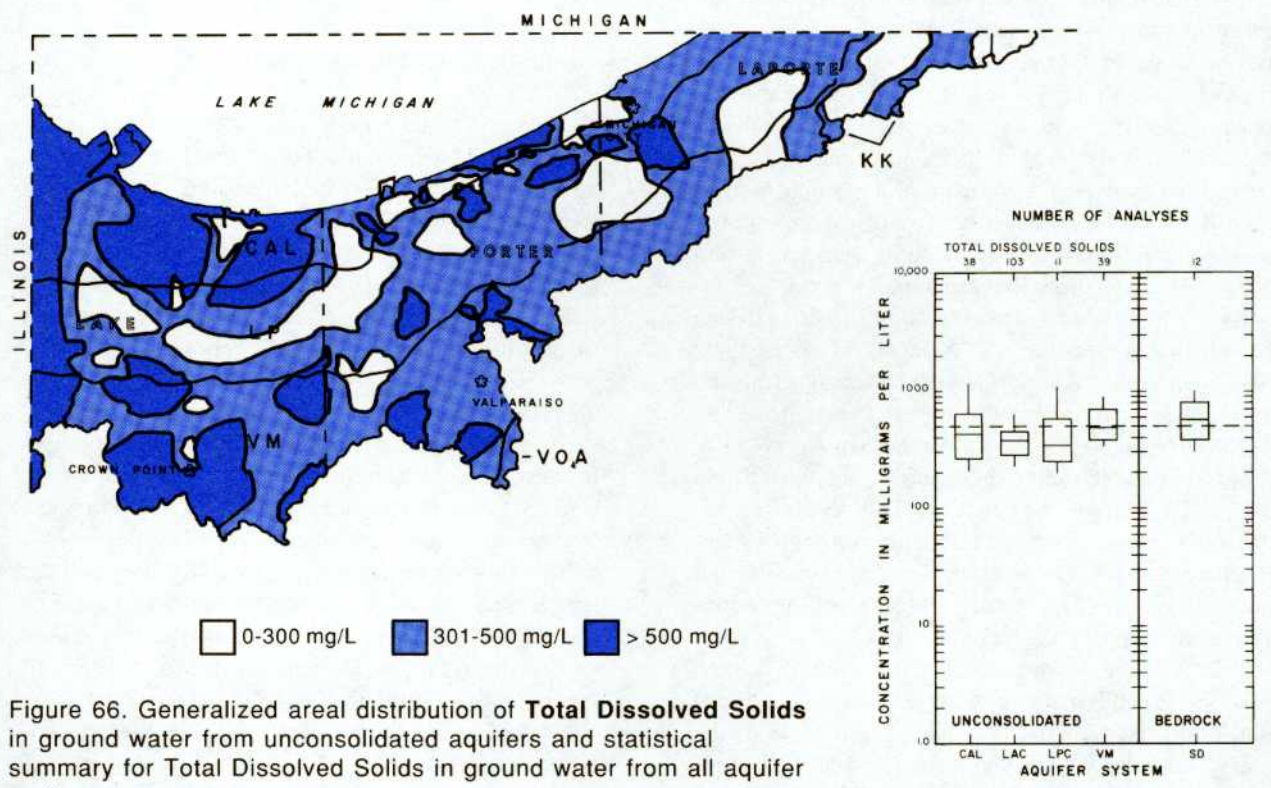 MICHIGAN
LAKE MICHIGAN
LAPORTE
MICHIGAN
KK
ILLINOIS
CAL
PORTER
LAKE
LP
VALPARAISO
VM
CROWN POINT
VOA
0-300 mg/L
301-500 mg/L
> 500 mg/L
Figure 66. Generalized areal distribution of Total Dissolved Solids
in ground water from unconsolidated aquifers and statistical
summary for Total Dissolved Solids in ground water from all aquifer
NUMBER OF ANALYSES
TOTAL DISSOLVED SOLIDS
38 103 11 39 12
CONCENTRATION IN MILLIGRAMS PER LITER
10,000
1000
100
10
1.0
UNCONSOLIDATED BEDROCK
CAL LAC LPC VM SD
AQUIFER SYSTEM